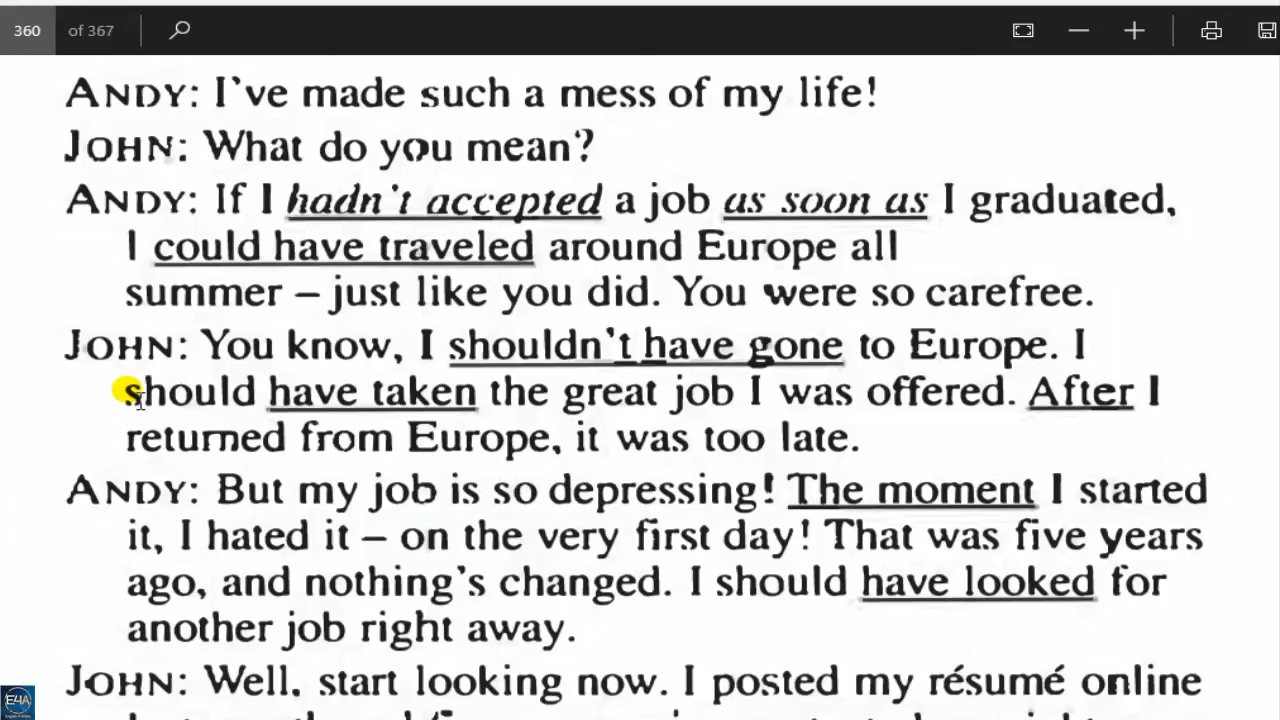 360 of 367
ANDY: I've made such a mess of my life!
JOHN: What do you mean?
ANDY: If I hadn't accepted a job as soon as I graduated,
I could have traveled around Europe all
summer – just like you did. You were so carefree.
JOHN: You know, I shouldn't have gone to Europe. I
should have taken the great job I was offered. After I
returned from Europe, it was too late.
ANDY: But my job is so depressing! The moment I started
it, I hated it – on the very first day! That was five years
ago, and nothing's changed. I should have looked for
another job right away.
JOHN: Well, start looking now. I posted my résumé online
E4A